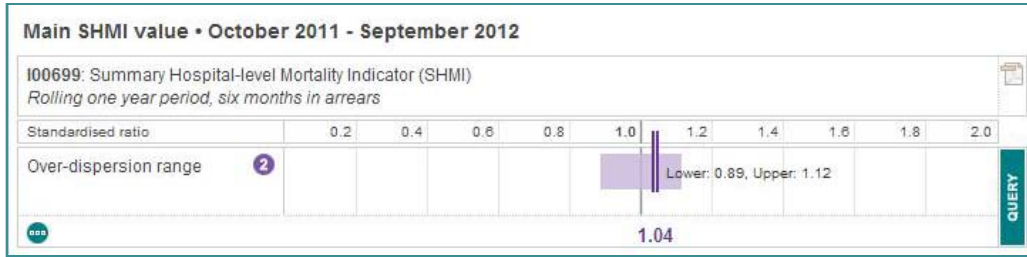 Main SHMI value • October 2011 - September 2012
I00699: Summary Hospital-level Mortality Indicator (SHMI)
Rolling one year period, six months in arrears
Standardised ratio 0.2 0.4 0.6 0.8 1.0 1.2 1.4 1.6 1.8 2.0
Over-dispersion range 2 Lower: 0.89, Upper: 1.12
QUERY
1.04